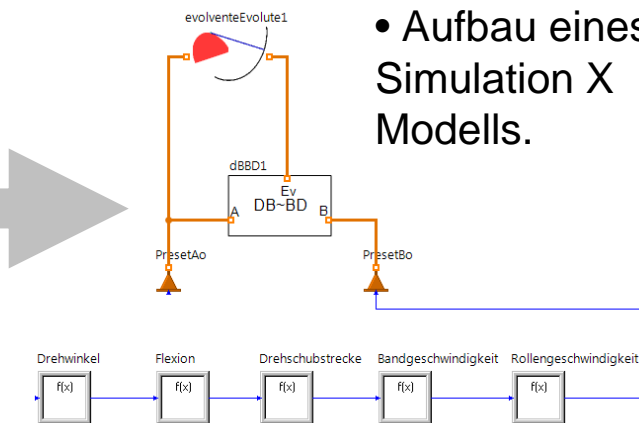 evolventeEvolute1
• Aufbau eines
Simulation X
Modells.
dBBD1
Ev
A DB~BD B
PresetAo PresetBo
Drehwinkel Flexion Drehschubstrecke Bandgeschwindigkeit Rollengeschwindigkeit
f(x) f(x) f(x) f(x) f(x)